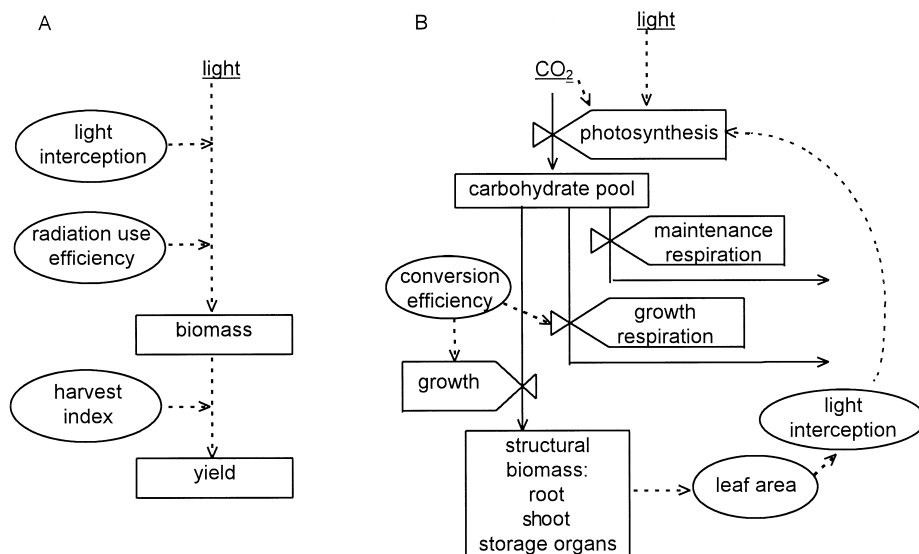 A
light
light
interception
radiation use
efficiency
biomass
harvest
index
yield
B
light
CO2
photosynthesis
carbohydrate pool
maintenance
respiration
conversion
efficiency
growth
respiration
growth
light
interception
structural
biomass:
root
shoot
storage organs
leaf area